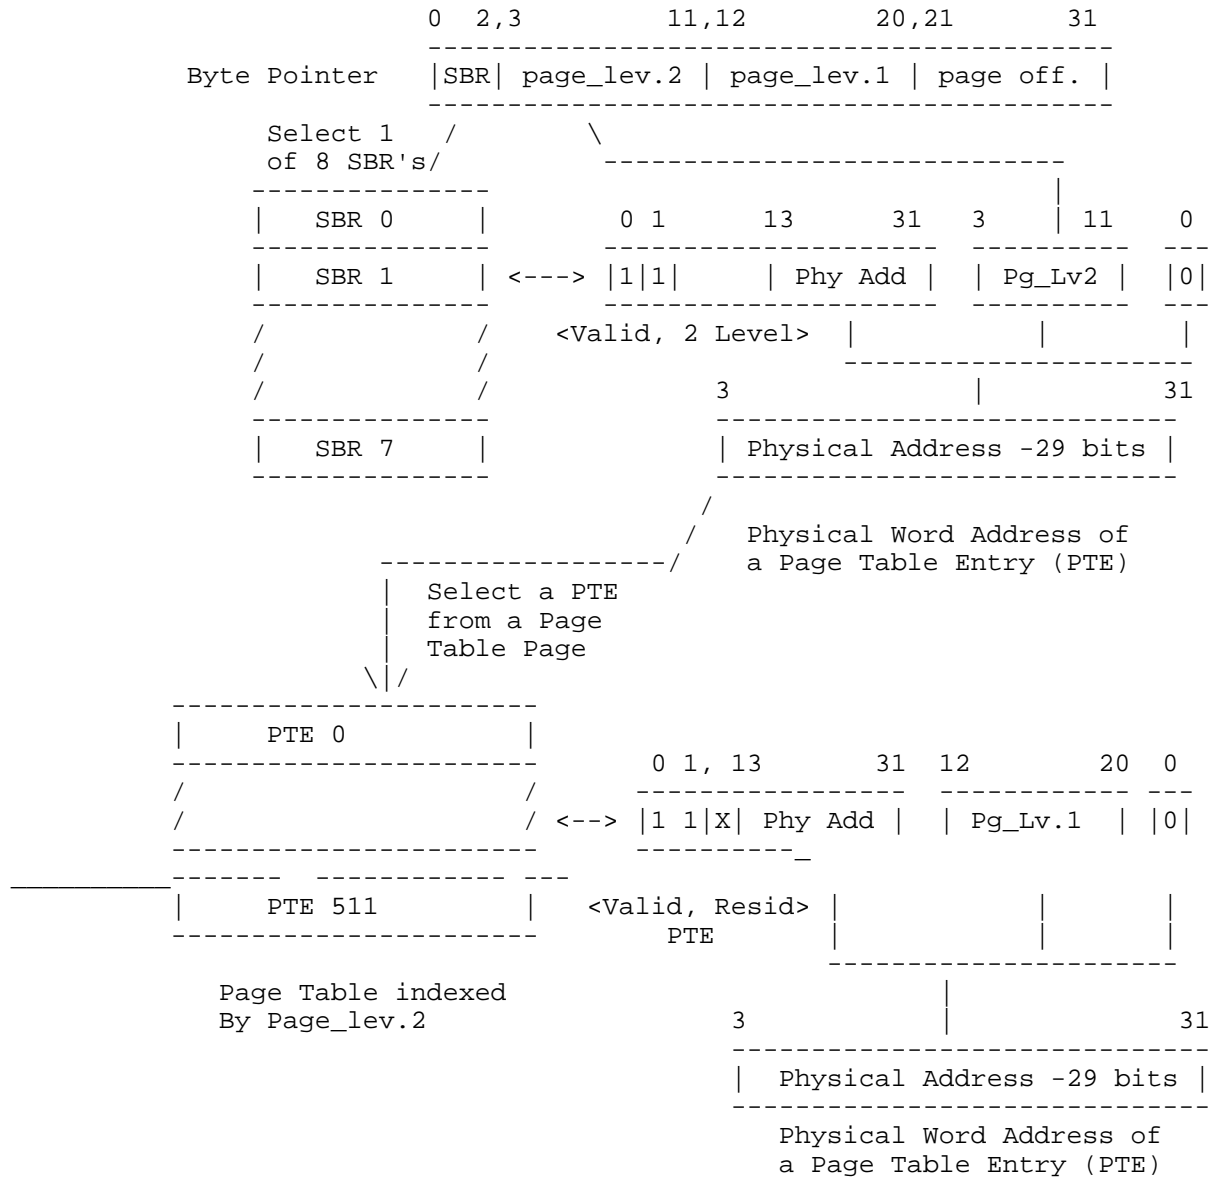 0 2,3 11,12 20,21 31
Byte Pointer |SBR| page_lev.2 | page_lev.1 | page off. |
Select 1
of 8 SBR's
| SBR 0 | 0 1 13 31 3 | 11 0
| SBR 1 | <---> |1|1| | Phy Add | | Pg_Lv2 | |0|
<Valid, 2 Level>
3 31
| SBR 7 | | Physical Address -29 bits |
Physical Word Address of
a Page Table Entry (PTE)
Select a PTE
from a Page
Table Page
| PTE 0 |
0 1, 13 31 12 20 0
<--> |1 1|X| Phy Add | | Pg_Lv.1 | |0|
| PTE 511 | <Valid, Resid>
PTE
Page Table indexed
By Page_lev.2 3 31
| Physical Address -29 bits |
Physical Word Address of
a Page Table Entry (PTE)